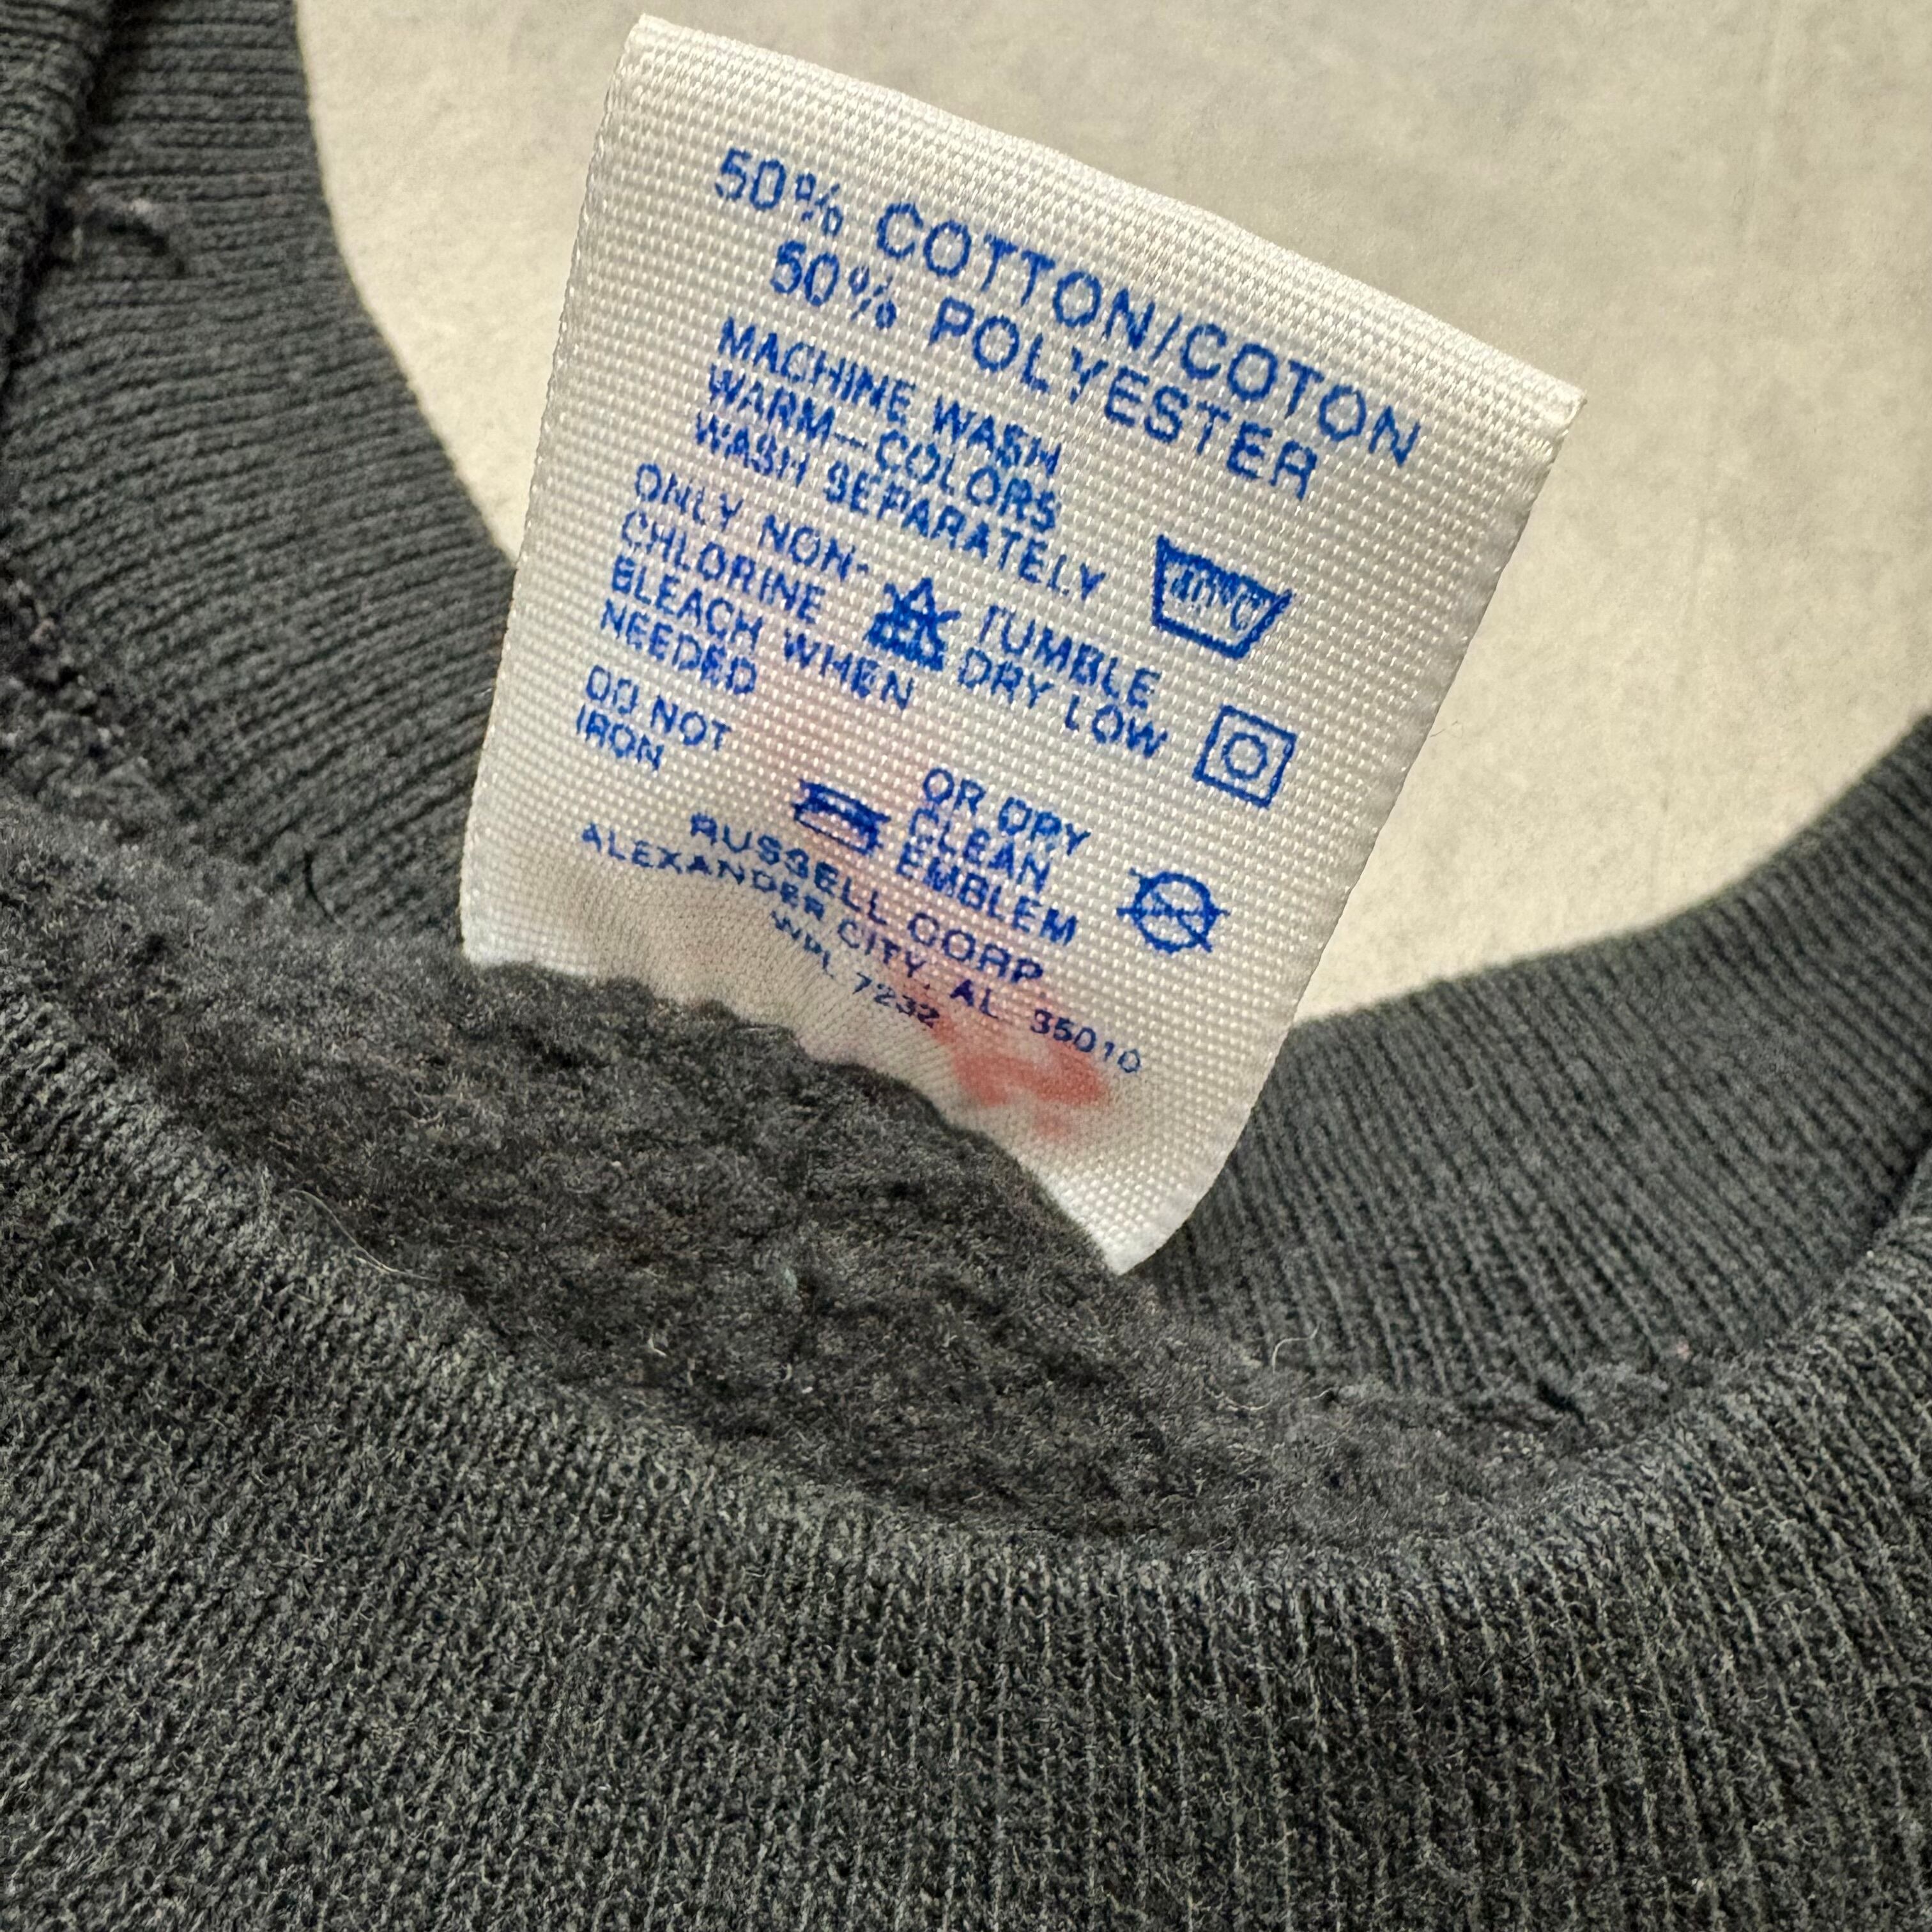 50% COTTON/COTON
50% POLYESTER
MACHINE WASH
WARM—COLORS
WASH SEPARATELY
40°C
ONLY NON-
CHLORINE
BLEACH WHEN
NEEDED
TUMBLE
DRY LOW
DO NOT
IRON
OR DRY
CLEAN
EMBLEM
RUSSELL CORP
ALEXANDER CITY, AL 35010
WPL 7232